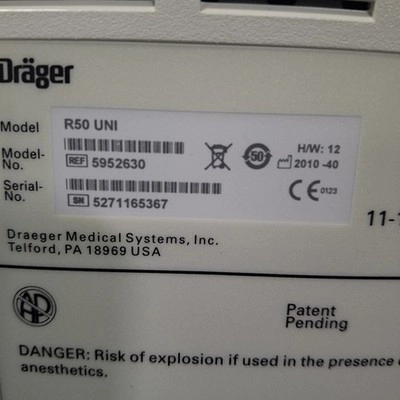 Dräger
Model R50 UNI
H/W: 12
Model-
No. REF 5952630
50
2010 -40
Serial-
No. SN 5271165367
CE 0123
11-1
Draeger Medical Systems, Inc.
Telford, PA 18969 USA
Patent
Pending
DANGER: Risk of explosion if used in the presence
anesthetics.